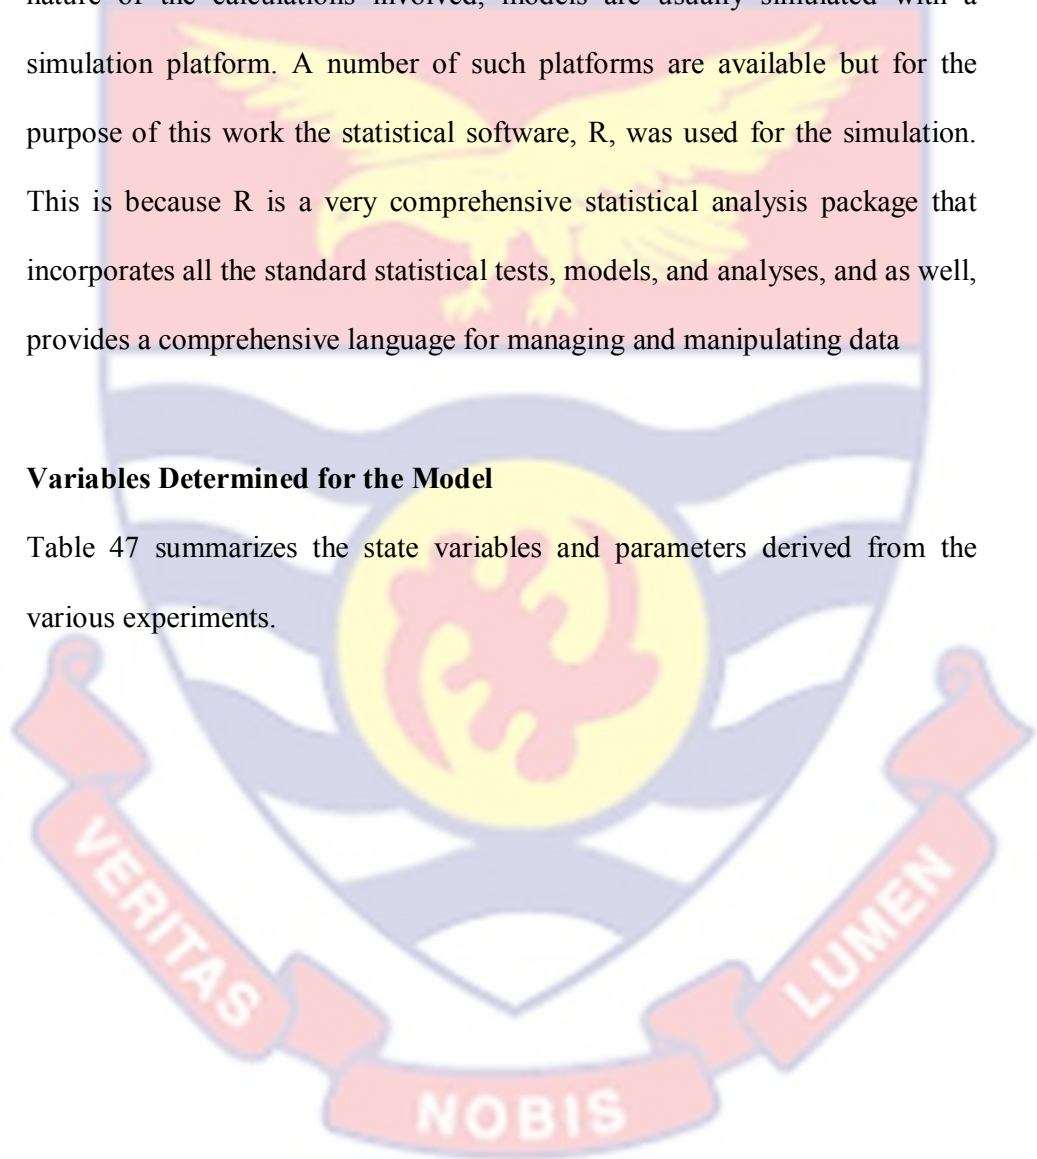 nature of the calculations involved, models are usually simulated with a
simulation platform. A number of such platforms are available but for the
purpose of this work the statistical software, R, was used for the simulation.
This is because R is a very comprehensive statistical analysis package that
incorporates all the standard statistical tests, models, and analyses, and as well,
provides a comprehensive language for managing and manipulating data
Variables Determined for the Model
Table 47 summarizes the state variables and parameters derived from the
various experiments.
VERITAS
NOBIS
LUMEN